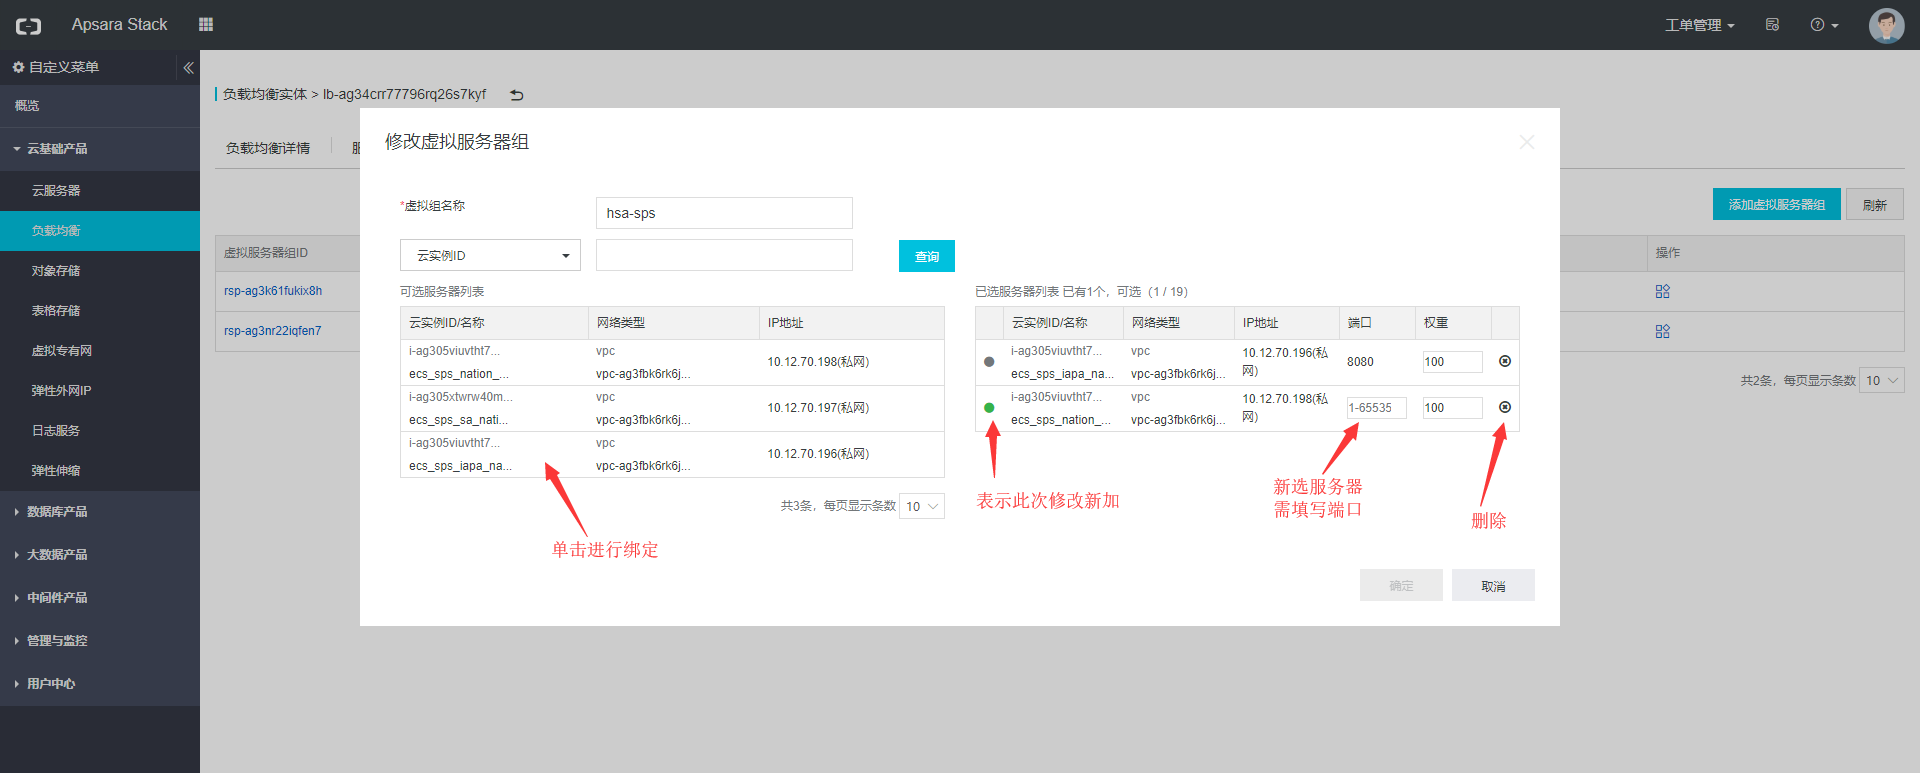 Apsara Stack
工单管理
自定义菜单
概览
云基础产品
云服务器
负载均衡
对象存储
表格存储
虚拟专有网
弹性外网IP
日志服务
弹性伸缩
数据库产品
大数据产品
中间件产品
管理与监控
用户中心
负载均衡实体 > lb-ag34crr77796rq26s7kyf
负载均衡详情
添加虚拟服务器组 刷新
虚拟服务器组ID 操作
rsp-ag3k61fukix8h
rsp-ag3nr22iqfen7
共2条，每页显示条数 10
修改虚拟服务器组
*虚拟组名称 hsa-sps
云实例ID 查询
可选服务器列表
云实例ID/名称 网络类型 IP地址
i-ag305viuvtht7... vpc
ecs_sps_nation_... vpc-ag3fbk6rk6j... 10.12.70.198(私网)
i-ag305xtwrw40m... vpc
ecs_sps_sa_nati... vpc-ag3fbk6rk6j... 10.12.70.197(私网)
i-ag305viuvtht7... vpc
ecs_sps_iapa_na... vpc-ag3fbk6rk6j... 10.12.70.196(私网)
共3条，每页显示条数 10
单击进行绑定
已选服务器列表 已有1个，可选（1 / 19）
云实例ID/名称 网络类型 IP地址 端口 权重
i-ag305viuvtht7... vpc 10.12.70.196(私
ecs_sps_iapa_na... vpc-ag3fbk6rk6j... 网) 8080 100
i-ag305viuvtht7... vpc 10.12.70.198(私
ecs_sps_nation_... vpc-ag3fbk6rk6j... 网) 1-65535 100
表示此次修改新加
新选服务器
需填写端口
删除
确定 取消